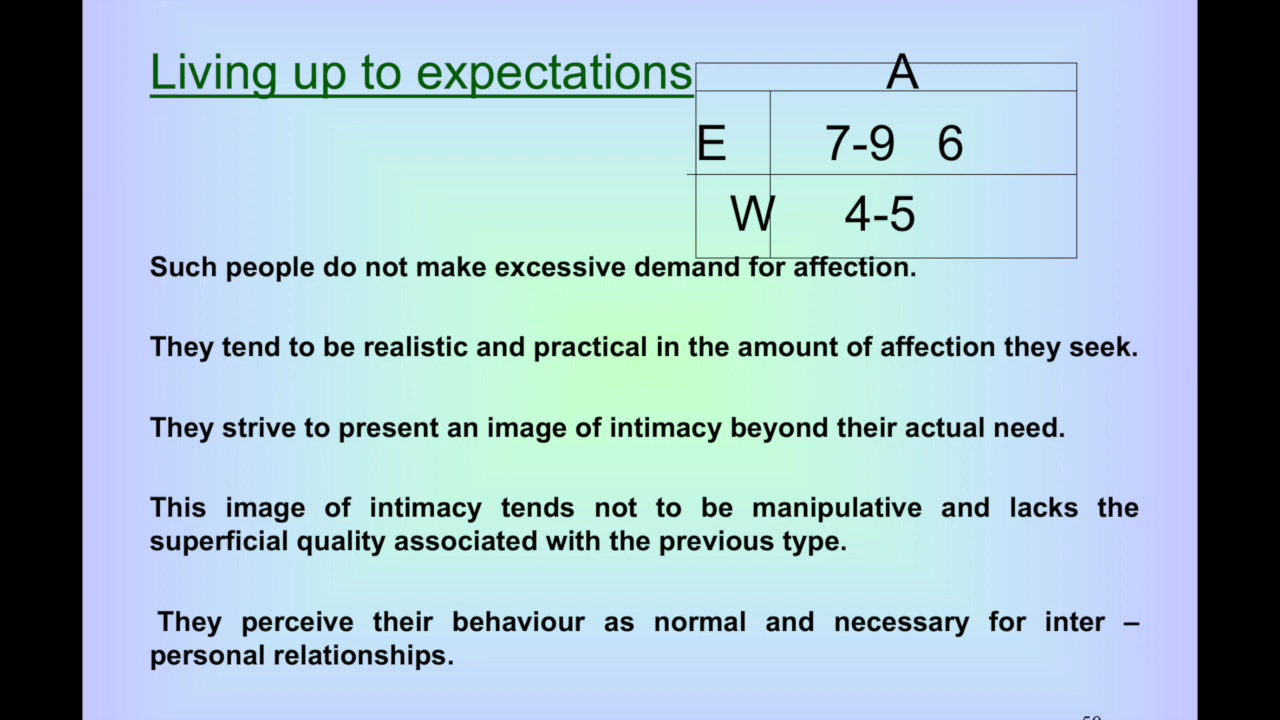 Living up to expectations
A
E 7-9 6
W 4-5
Such people do not make excessive demand for affection.
They tend to be realistic and practical in the amount of affection they seek.
They strive to present an image of intimacy beyond their actual need.
This image of intimacy tends not to be manipulative and lacks the
superficial quality associated with the previous type.
They perceive their behaviour as normal and necessary for inter –
personal relationships.